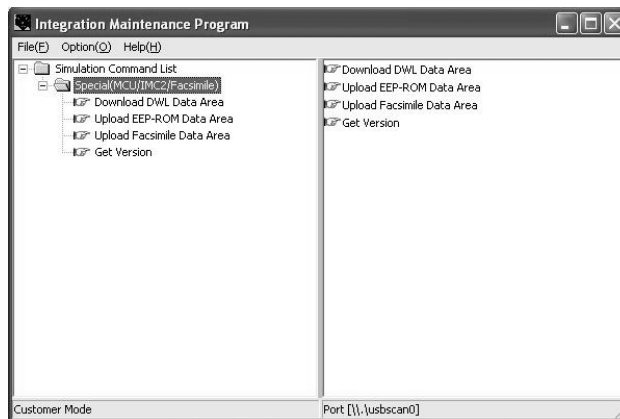 Integration Maintenance Program
File(F) Option(O) Help(H)
Simulation Command List
Special(MCU/IMC2/Facsimile)
Download DWL Data Area
Upload EEP-ROM Data Area
Upload Facsimile Data Area
Get Version
Download DWL Data Area
Upload EEP-ROM Data Area
Upload Facsimile Data Area
Get Version
Customer Mode
Port [\\.\usbscan0]